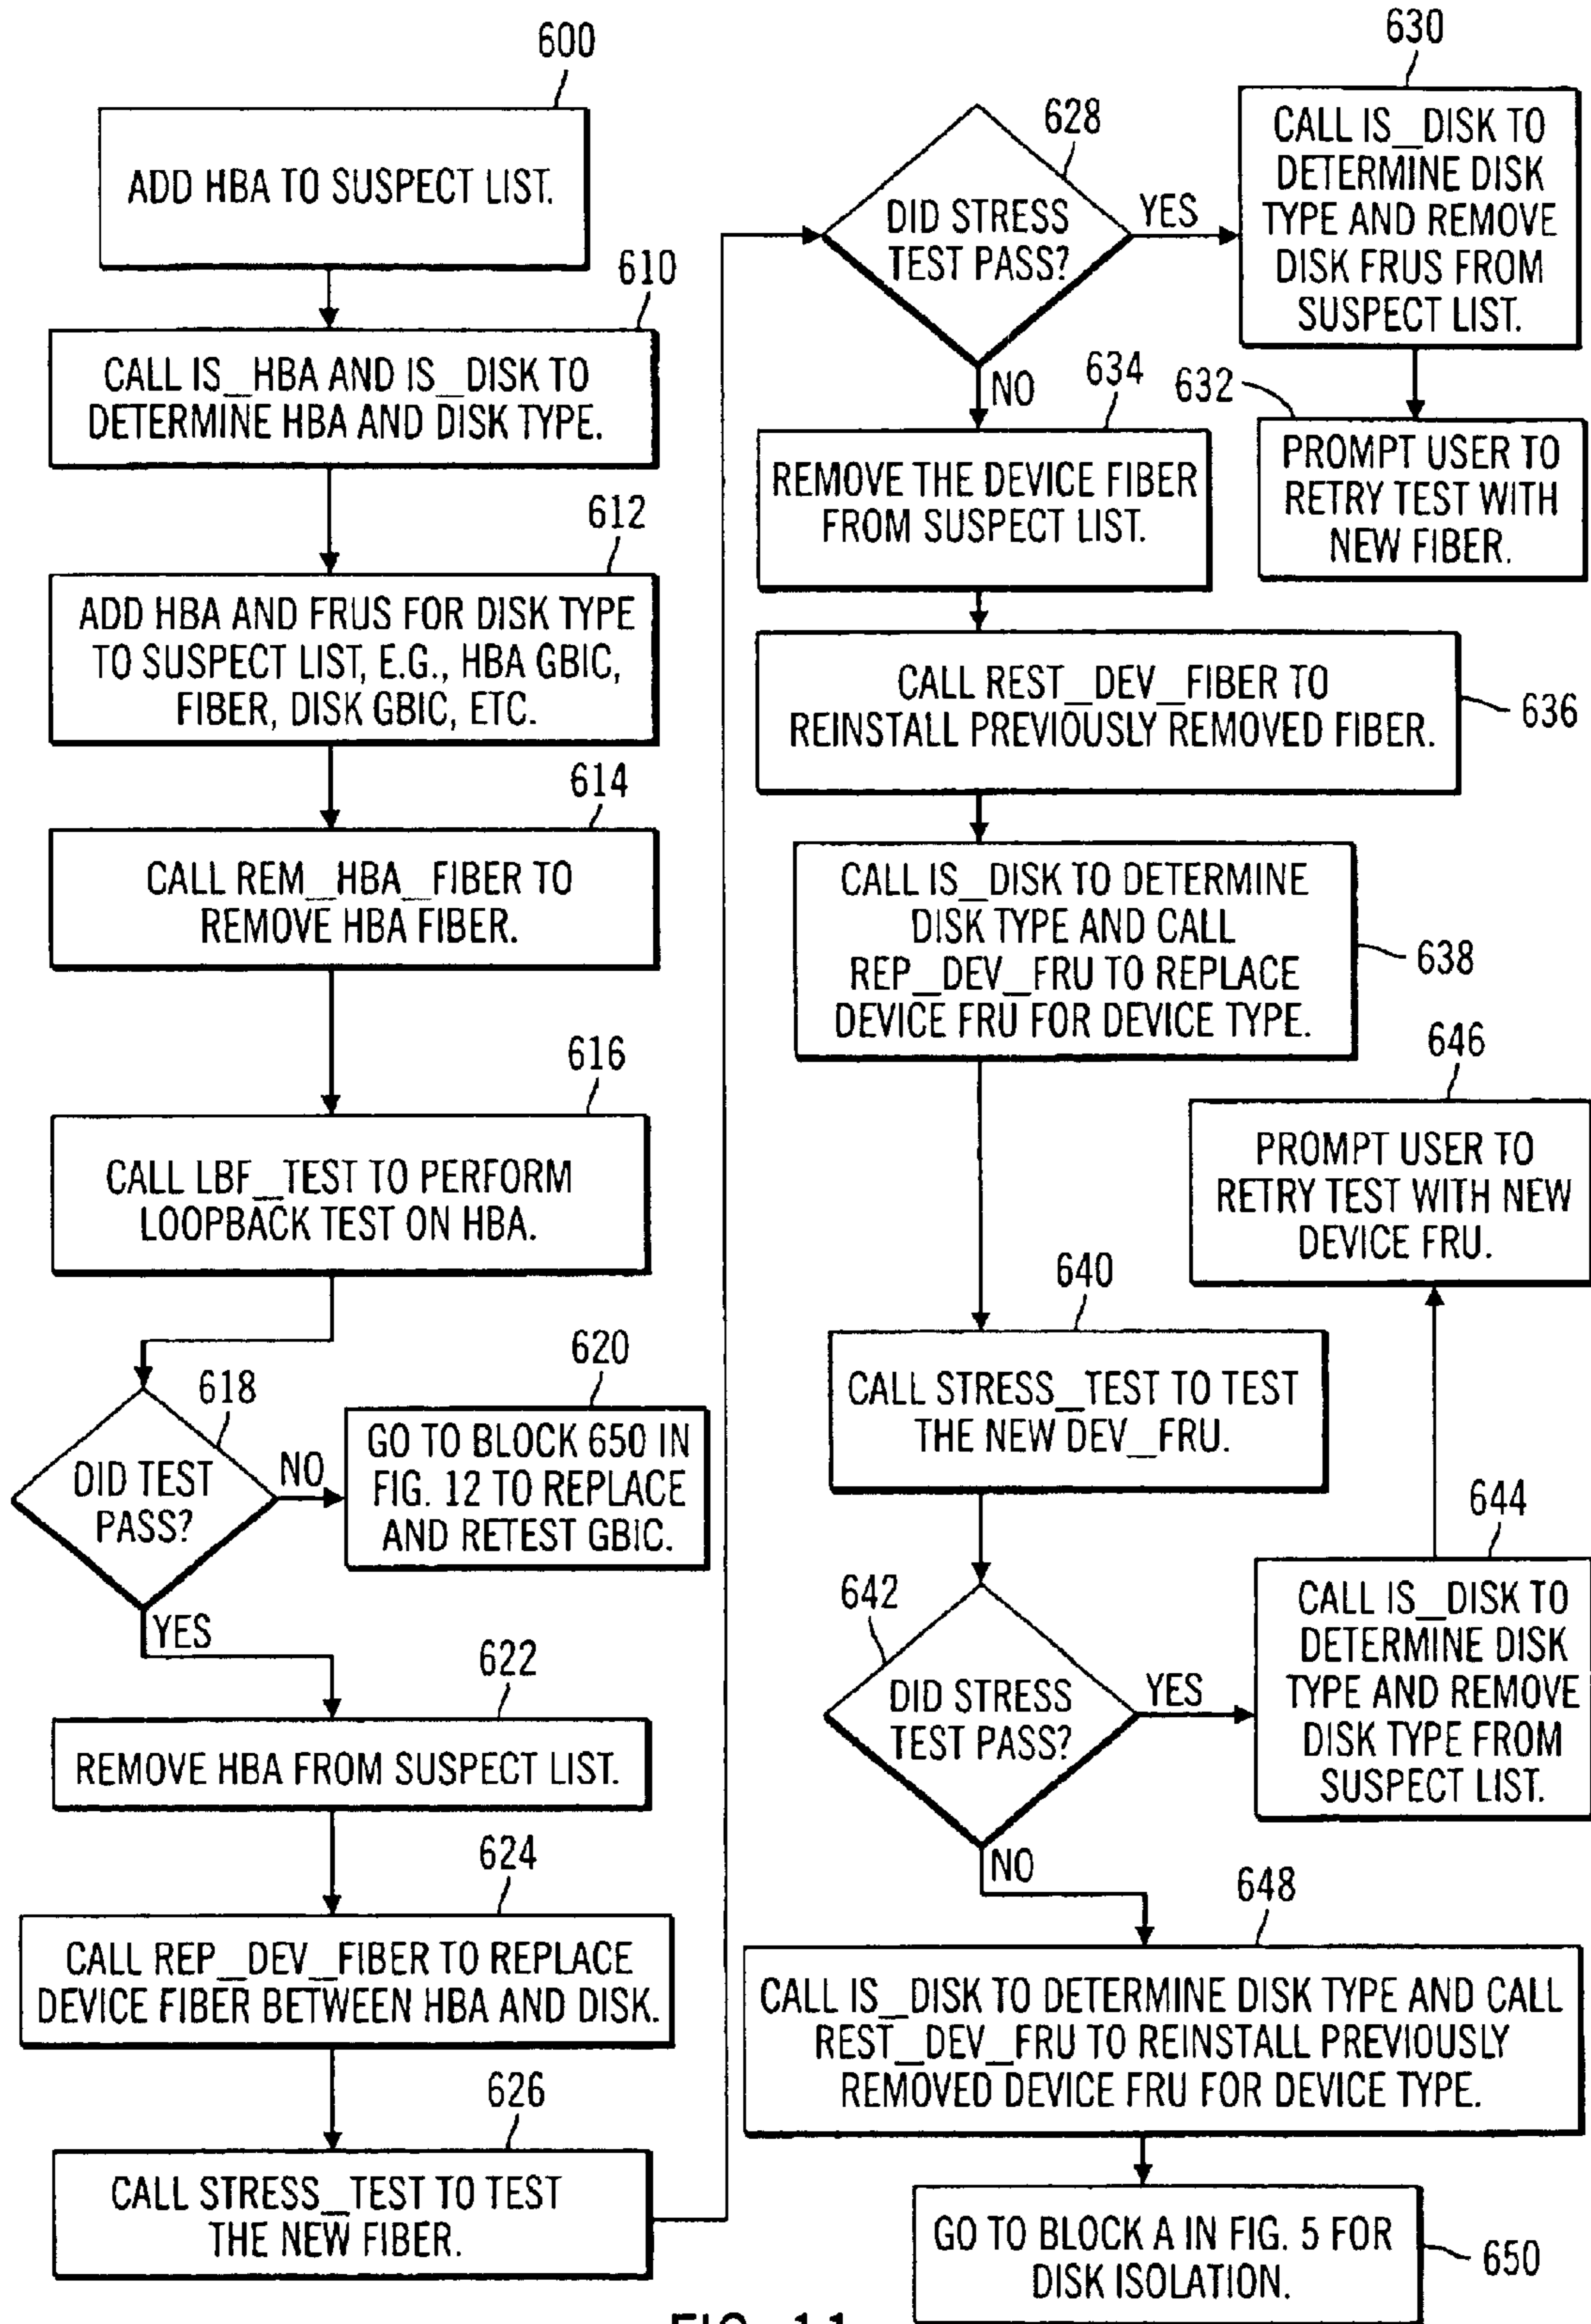 600
ADD HBA TO SUSPECT LIST.
610
CALL IS_HBA AND IS_DISK TO
DETERMINE HBA AND DISK TYPE.
612
ADD HBA AND FRUS FOR DISK TYPE
TO SUSPECT LIST, E.G., HBA GBIC,
FIBER, DISK GBIC, ETC.
614
CALL REM_HBA_FIBER TO
REMOVE HBA FIBER.
616
CALL LBF_TEST TO PERFORM
LOOPBACK TEST ON HBA.
618
DID TEST
PASS?
NO
620
GO TO BLOCK 650 IN
FIG. 12 TO REPLACE
AND RETEST GBIC.
YES
622
REMOVE HBA FROM SUSPECT LIST.
624
CALL REP_DEV_FIBER TO REPLACE
DEVICE FIBER BETWEEN HBA AND DISK.
626
CALL STRESS_TEST TO TEST
THE NEW FIBER.
628
DID STRESS
TEST PASS?
YES
630
CALL IS_DISK TO
DETERMINE DISK
TYPE AND REMOVE
DISK FRUS FROM
SUSPECT LIST.
632
PROMPT USER TO
RETRY TEST WITH
NEW FIBER.
NO
634
REMOVE THE DEVICE FIBER
FROM SUSPECT LIST.
CALL REST_DEV_FIBER TO
REINSTALL PREVIOUSLY REMOVED FIBER.
636
CALL IS_DISK TO DETERMINE
DISK TYPE AND CALL
REP_DEV_FRU TO REPLACE
DEVICE FRU FOR DEVICE TYPE.
638
640
CALL STRESS_TEST TO TEST
THE NEW DEV_FRU.
642
DID STRESS
TEST PASS?
YES
644
CALL IS_DISK TO
DETERMINE DISK
TYPE AND REMOVE
DISK TYPE FROM
SUSPECT LIST.
646
PROMPT USER TO
RETRY TEST WITH NEW
DEVICE FRU.
NO
648
CALL IS_DISK TO DETERMINE DISK TYPE AND CALL
REST_DEV_FRU TO REINSTALL PREVIOUSLY
REMOVED DEVICE FRU FOR DEVICE TYPE.
GO TO BLOCK A IN FIG. 5 FOR
DISK ISOLATION.
650
FIG. 11